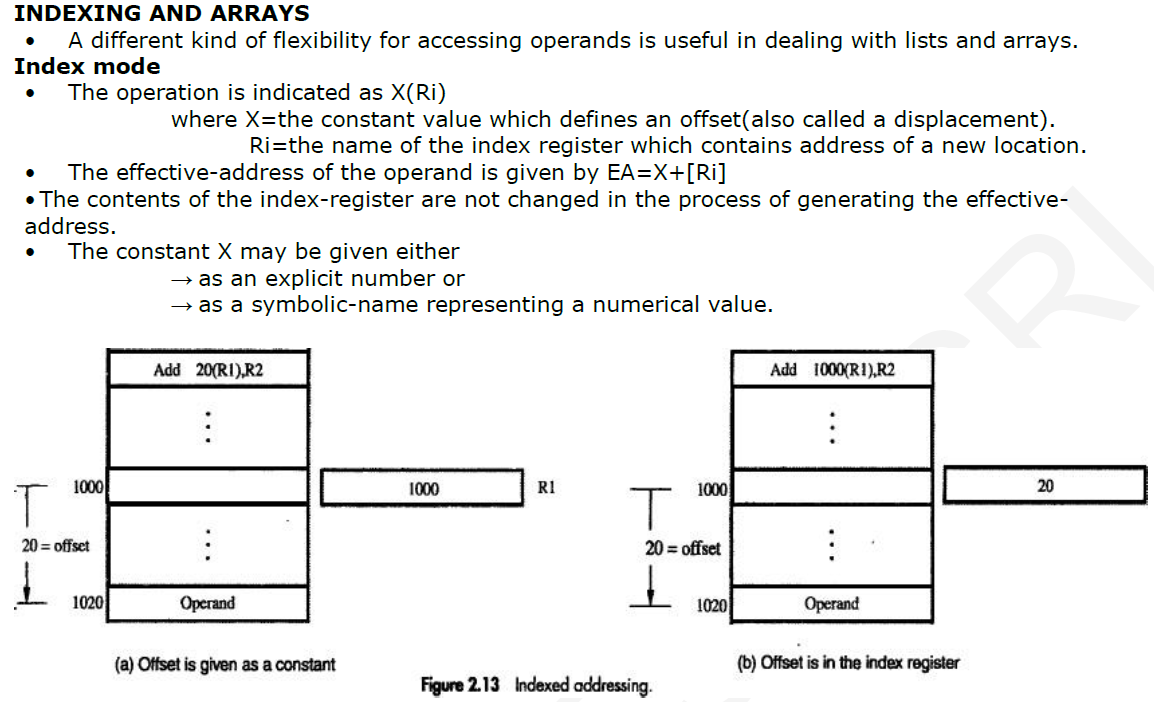 INDEXING AND ARRAYS
• A different kind of flexibility for accessing operands is useful in dealing with lists and arrays.
Index mode
• The operation is indicated as X(Ri)
where X=the constant value which defines an offset(also called a displacement).
Ri=the name of the index register which contains address of a new location.
• The effective-address of the operand is given by EA=X+[Ri]
• The contents of the index-register are not changed in the process of generating the effective-
address.
• The constant X may be given either
→ as an explicit number or
→ as a symbolic-name representing a numerical value.
Add 20(R1),R2
1000
1000
R1
20 = offset
1020
Operand
(a) Offset is given as a constant
Add 1000(R1),R2
1000
20
20 = offset
1020
Operand
(b) Offset is in the index register
Figure 2.13 Indexed addressing.